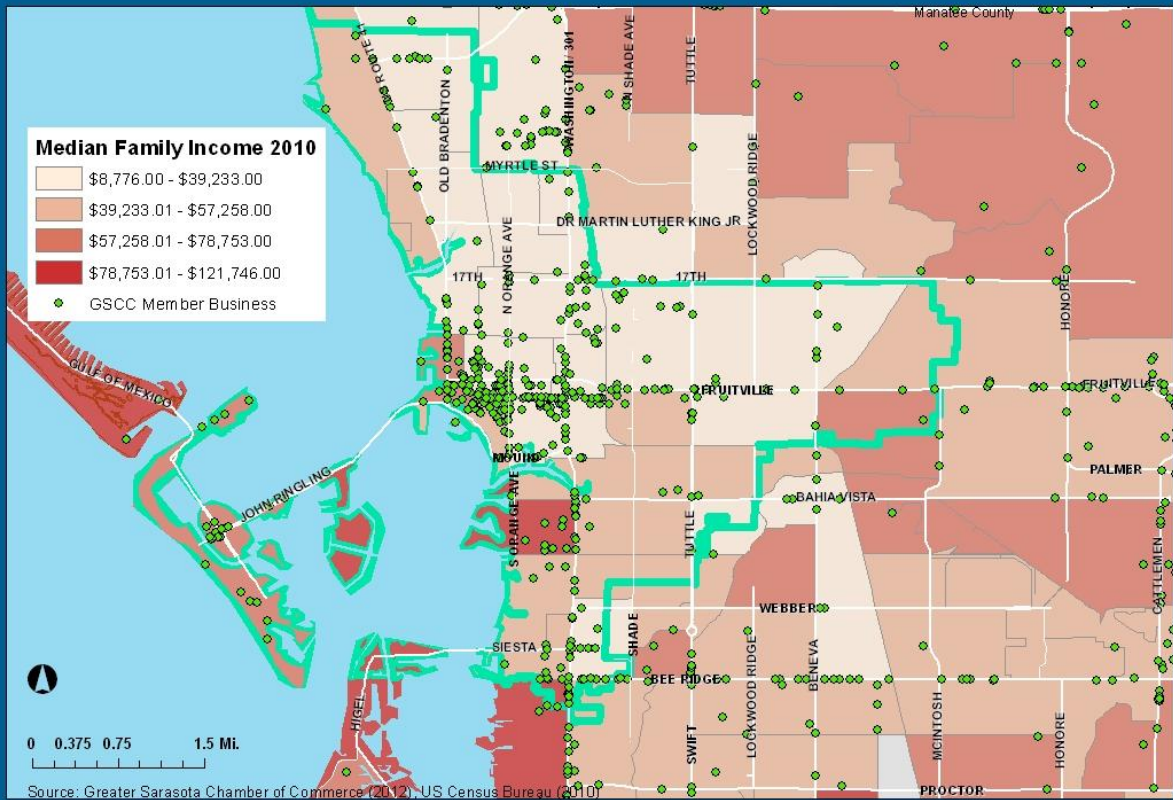 Manatee County
US ROUTE 41
OLD BRADENTON
WASHINGTON / 301
N SHADE AVE
TUTTLE
LOCKWOOD RIDGE
Median Family Income 2010
$8,776.00 - $39,233.00
$39,233.01 - $57,258.00
$57,258.01 - $78,753.00
$78,753.01 - $121,746.00
GSCC Member Business
MYRTLE ST
DR MARTIN LUTHER KING JR
N ORANGE AVE
17TH
17TH
HONORE
GULF OF MEXICO
FRUITVILLE
FRUITVILLE
MOUND
PALMER
JOHN RINGLING
BAHIA VISTA
S ORANGE AVE
TUTTLE
CATTLEMEN
WEBBER
SIESTA
SHADE
BEE RIDGE
LOCKWOOD RIDGE
BENEVA
HIGEL
SWIFT
MCINTOSH
HONORE
0 0.375 0.75 1.5 Mi.
PROCTOR
Source: Greater Sarasota Chamber of Commerce (2012), US Census Bureau (2010)